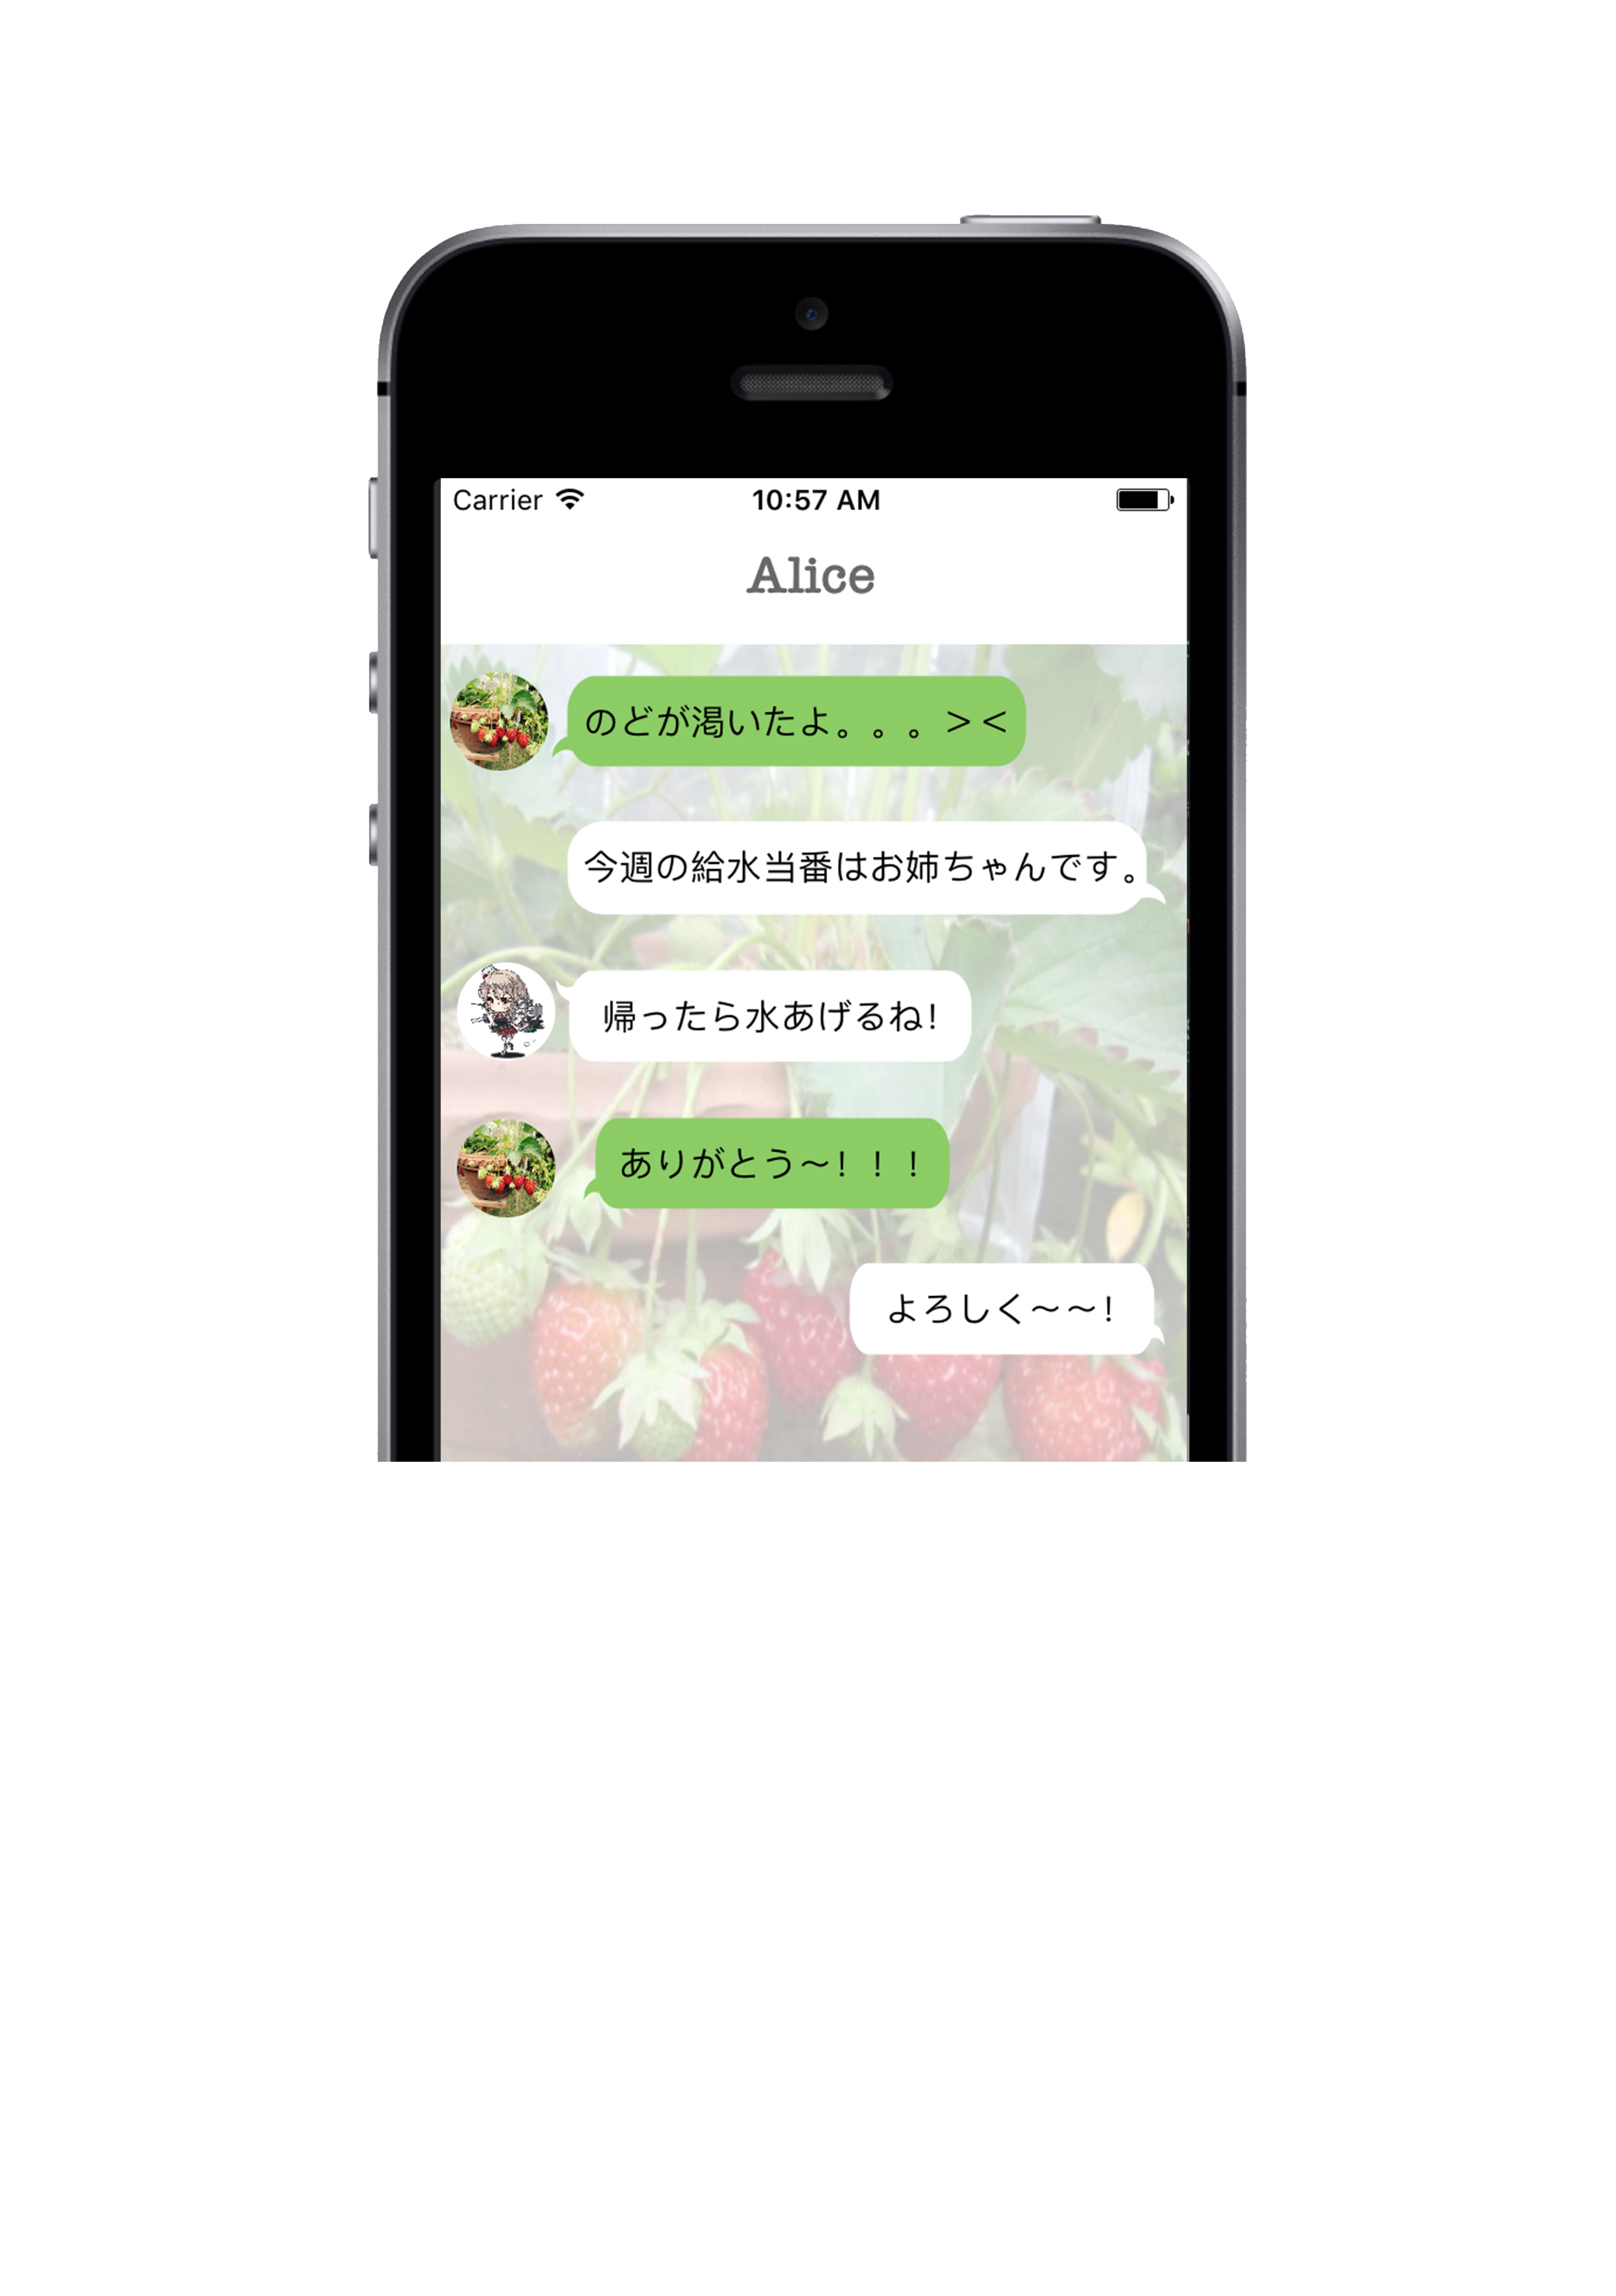 Carrier 10:57 AM
Alice
のどが渇いたよ。。。＞＜
今週の給水当番はお姉ちゃんです。
帰ったら水あげるね！
ありがとう〜！！！
よろしく〜〜！